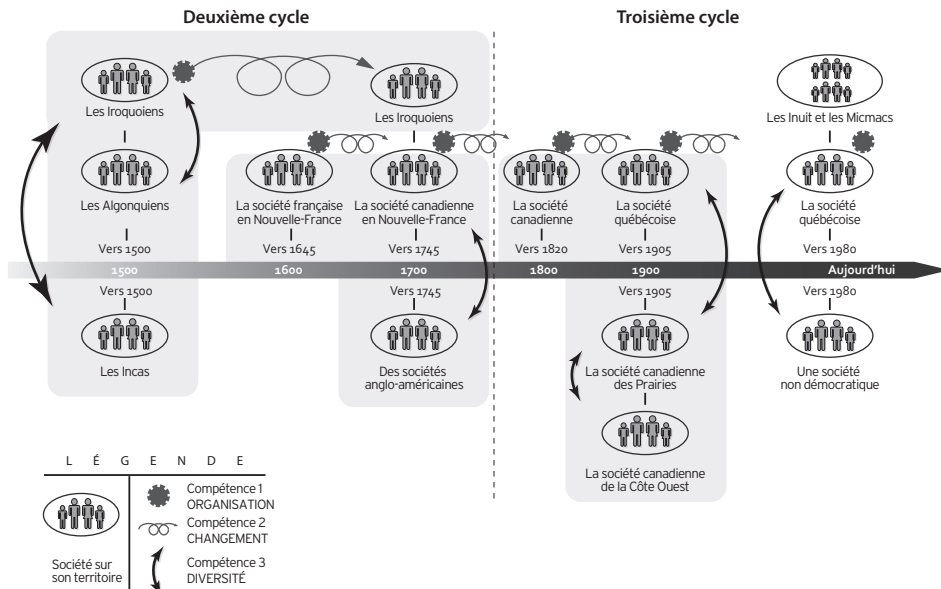 Deuxième cycle
Troisième cycle
Les Iroquoiens
Les Iroquoiens
Les Inuit et les Micmacs
Les Algonquiens
La société française
en Nouvelle-France
La société canadienne
en Nouvelle-France
La société
canadienne
La société
québécoise
La société
québécoise
Vers 1500
Vers 1645
Vers 1745
Vers 1820
Vers 1905
Vers 1980
1500
1600
1700
1800
1900
Aujourd'hui
Vers 1500
Vers 1745
Vers 1905
Vers 1980
Les Incas
Des sociétés
anglo-américaines
La société canadienne
des Prairies
Une société
non démocratique
La société canadienne
de la Côte Ouest
LÉGENDE
Société sur
son territoire
Compétence 1
ORGANISATION
Compétence 2
CHANGEMENT
Compétence 3
DIVERSITÉ